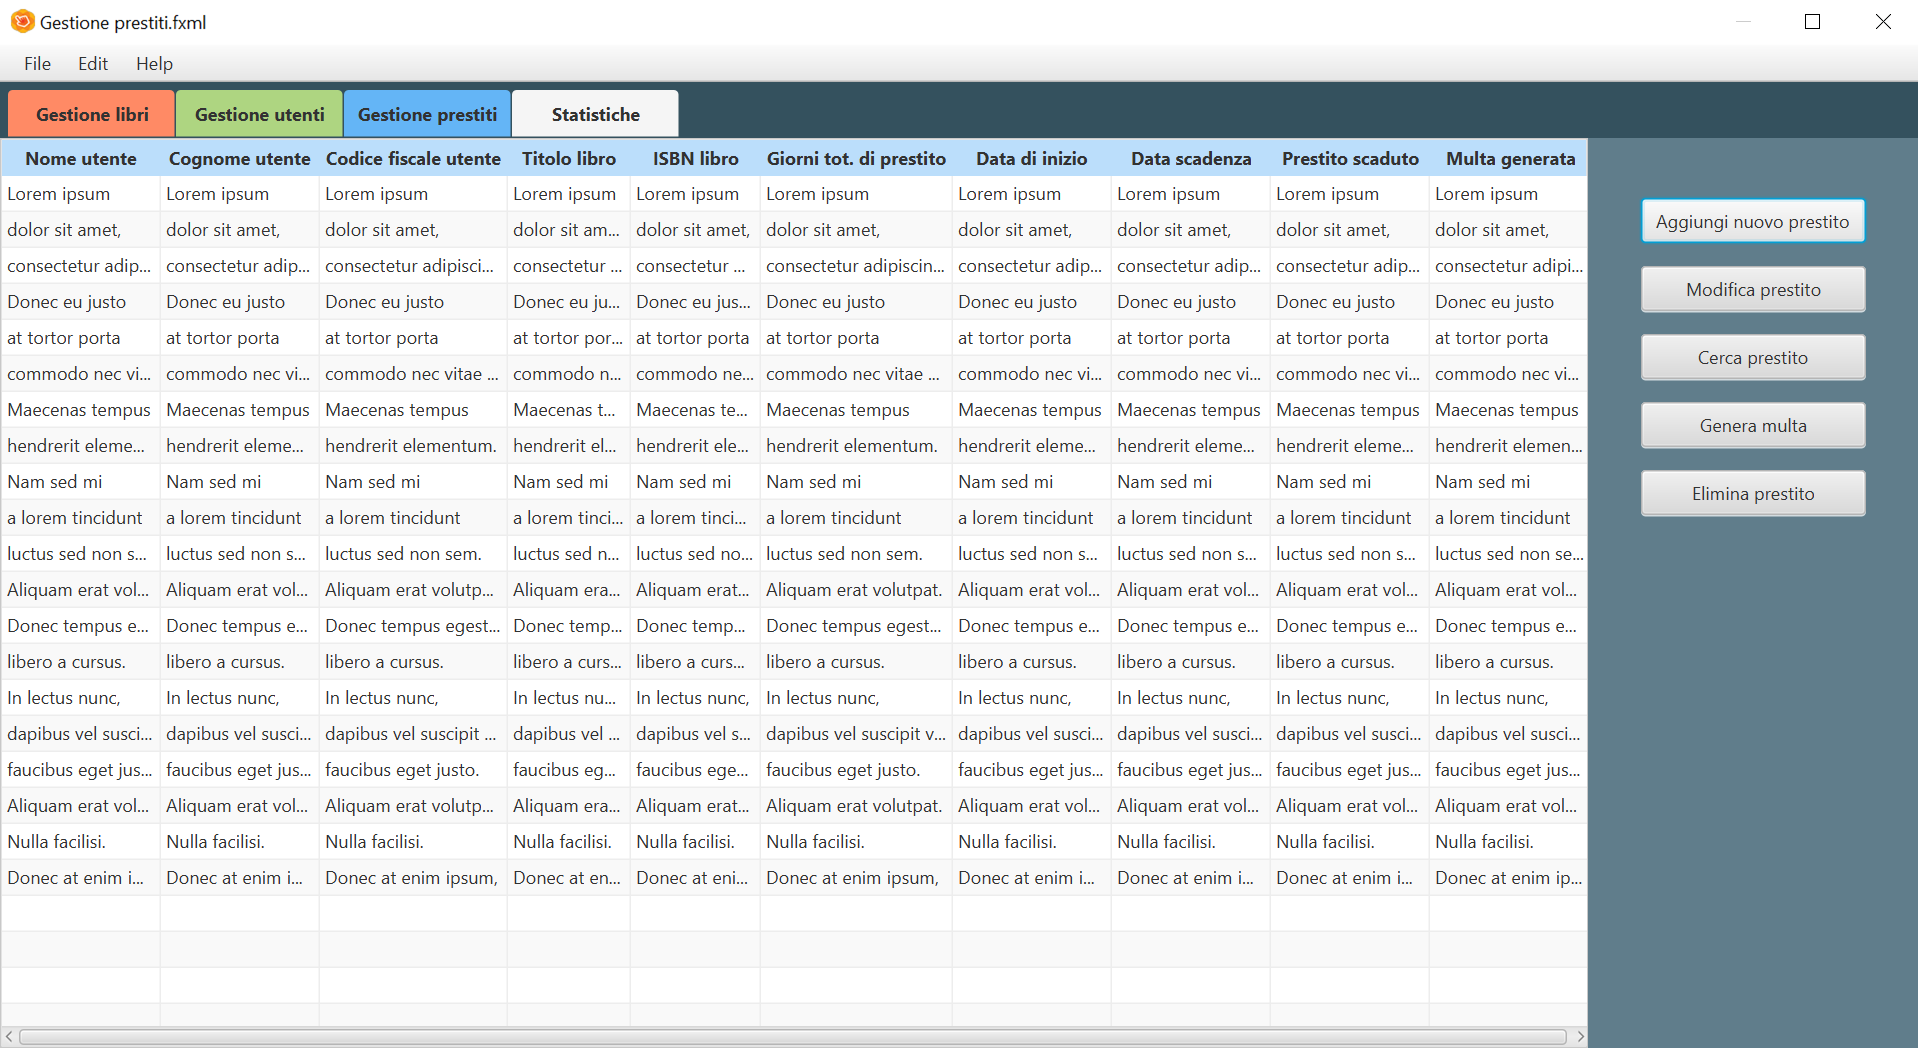 Gestione prestiti.fxml
File Edit Help
Gestione libri Gestione utenti Gestione prestiti Statistiche
Nome utente Cognome utente Codice fiscale utente Titolo libro ISBN libro Giorni tot. di prestito Data di inizio Data scadenza Prestito scaduto Multa generata
Lorem ipsum Lorem ipsum Lorem ipsum Lorem ipsum Lorem ipsum Lorem ipsum Lorem ipsum Lorem ipsum Lorem ipsum Lorem ipsum
dolor sit amet, dolor sit amet, dolor sit amet, dolor sit am... dolor sit amet, dolor sit amet, dolor sit amet, dolor sit amet, dolor sit amet, dolor sit amet,
consectetur adip... consectetur adip... consectetur adipisci... consectetur ... consectetur ... consectetur adipiscin... consectetur adip... consectetur adip... consectetur adip... consectetur adipi...
Donec eu justo Donec eu justo Donec eu justo Donec eu ju... Donec eu jus... Donec eu justo Donec eu justo Donec eu justo Donec eu justo Donec eu justo
at tortor porta at tortor porta at tortor porta at tortor por... at tortor porta at tortor porta at tortor porta at tortor porta at tortor porta at tortor porta
commodo nec vi... commodo nec vi... commodo nec vitae ... commodo n... commodo ne... commodo nec vitae ... commodo nec vi... commodo nec vi... commodo nec vi... commodo nec vi...
Maecenas tempus Maecenas tempus Maecenas tempus Maecenas t... Maecenas te... Maecenas tempus Maecenas tempus Maecenas tempus Maecenas tempus Maecenas tempus
hendrerit eleme... hendrerit eleme... hendrerit elementum. hendrerit el... hendrerit ele... hendrerit elementum. hendrerit eleme... hendrerit eleme... hendrerit eleme... hendrerit elemen...
Nam sed mi Nam sed mi Nam sed mi Nam sed mi Nam sed mi Nam sed mi Nam sed mi Nam sed mi Nam sed mi Nam sed mi
a lorem tincidunt a lorem tincidunt a lorem tincidunt a lorem tinci... a lorem tinci... a lorem tincidunt a lorem tincidunt a lorem tincidunt a lorem tincidunt a lorem tincidunt
luctus sed non s... luctus sed non s... luctus sed non sem. luctus sed n... luctus sed no... luctus sed non sem. luctus sed non s... luctus sed non s... luctus sed non s... luctus sed non se...
Aliquam erat vol... Aliquam erat vol... Aliquam erat volutp... Aliquam era... Aliquam erat... Aliquam erat volutpat. Aliquam erat vol... Aliquam erat vol... Aliquam erat vol... Aliquam erat vol...
Donec tempus e... Donec tempus e... Donec tempus egest... Donec temp... Donec temp... Donec tempus egest... Donec tempus e... Donec tempus e... Donec tempus e... Donec tempus e...
libero a cursus. libero a cursus. libero a cursus. libero a curs... libero a curs... libero a cursus. libero a cursus. libero a cursus. libero a cursus. libero a cursus.
In lectus nunc, In lectus nunc, In lectus nunc, In lectus nu... In lectus nunc, In lectus nunc, In lectus nunc, In lectus nunc, In lectus nunc, In lectus nunc,
dapibus vel susci... dapibus vel susci... dapibus vel suscipit ... dapibus vel ... dapibus vel s... dapibus vel suscipit v... dapibus vel susci... dapibus vel susci... dapibus vel susci... dapibus vel susci...
faucibus eget jus... faucibus eget jus... faucibus eget justo. faucibus eg... faucibus ege... faucibus eget justo. faucibus eget jus... faucibus eget jus... faucibus eget jus... faucibus eget jus...
Aliquam erat vol... Aliquam erat vol... Aliquam erat volutp... Aliquam era... Aliquam erat... Aliquam erat volutpat. Aliquam erat vol... Aliquam erat vol... Aliquam erat vol... Aliquam erat vol...
Nulla facilisi. Nulla facilisi. Nulla facilisi. Nulla facilisi. Nulla facilisi. Nulla facilisi. Nulla facilisi. Nulla facilisi. Nulla facilisi. Nulla facilisi.
Donec at enim i... Donec at enim i... Donec at enim ipsum, Donec at en... Donec at eni... Donec at enim ipsum, Donec at enim i... Donec at enim i... Donec at enim i... Donec at enim ip...
Aggiungi nuovo prestito
Modifica prestito
Cerca prestito
Genera multa
Elimina prestito